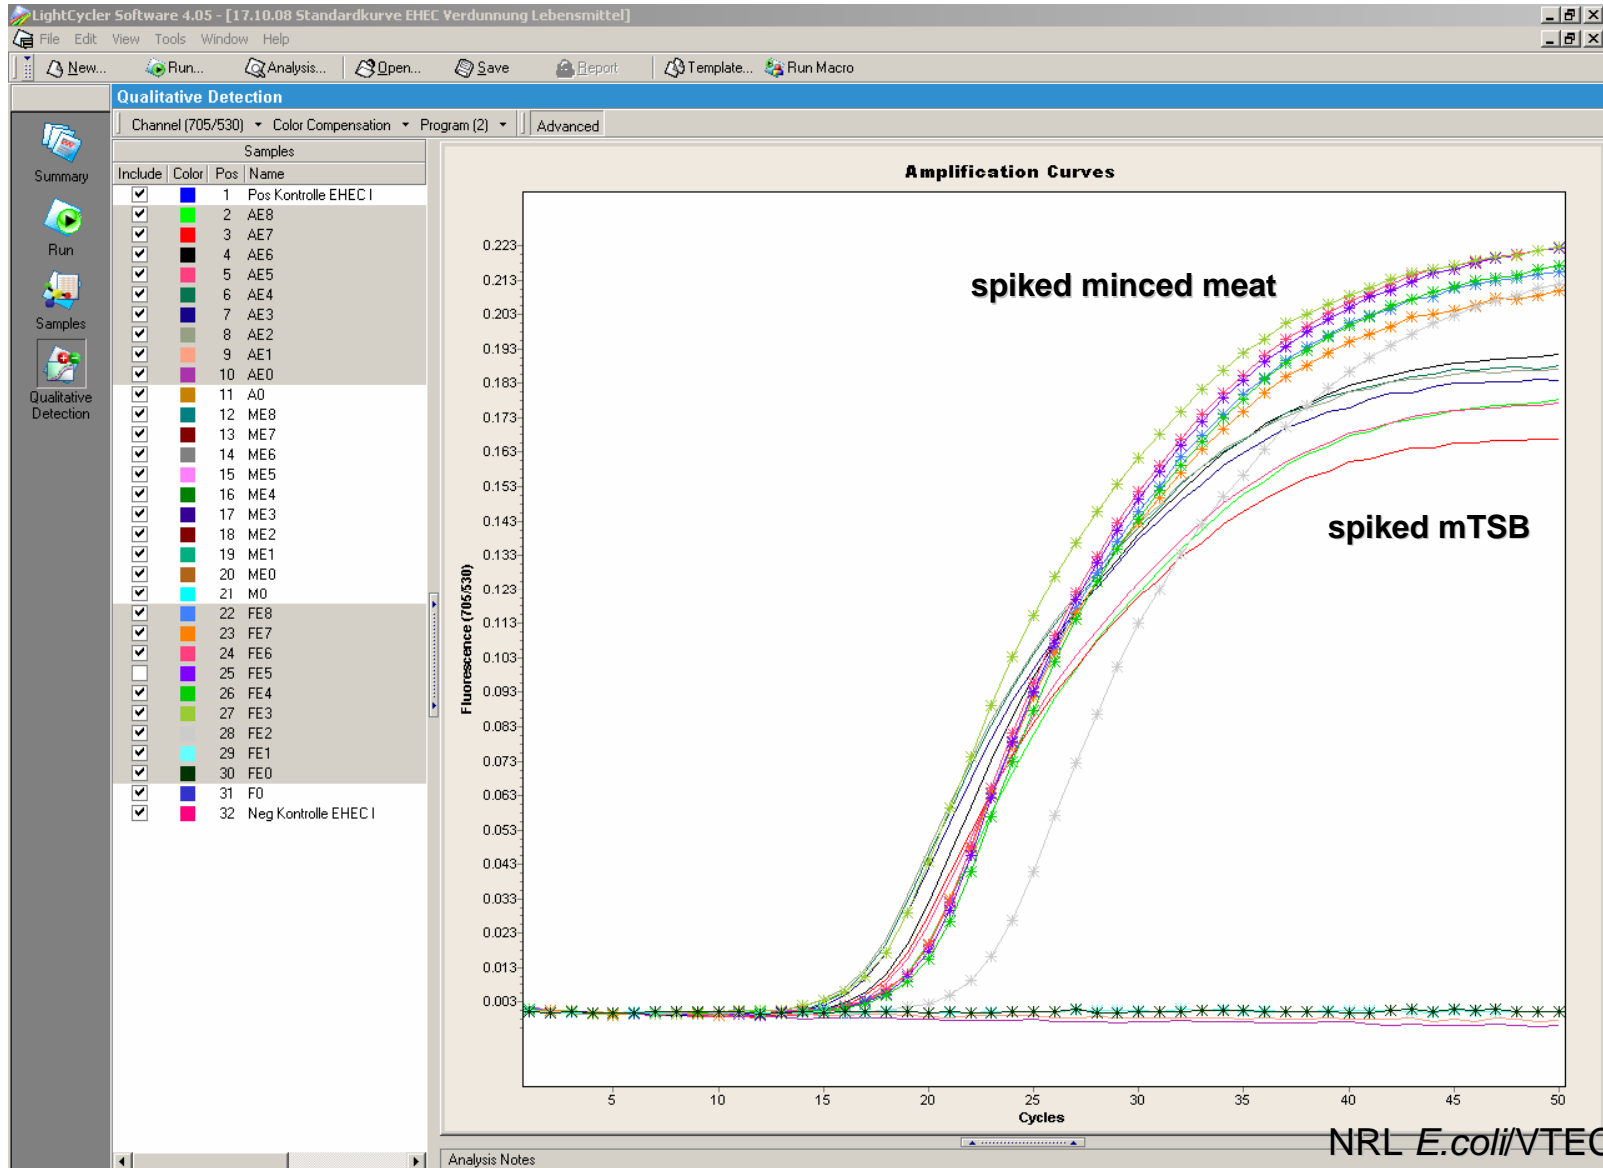 LightCycler Software 4.05 - [17.10.08 Standardkurve EHEC Verdunnung Lebensmittel]
File Edit View Tools Window Help
New... Run... Analysis... Open... Save Report Template... Run Macro
Qualitative Detection
Channel (705/530) Color Compensation Program (2) Advanced
Summary
Run
Samples
Qualitative
Detection
Samples
Include Color Pos Name
1 Pos Kontrolle EHEC I
2 AE8
3 AE7
4 AE6
5 AE5
6 AE4
7 AE3
8 AE2
9 AE1
10 AE0
11 A0
12 ME8
13 ME7
14 ME6
15 ME5
16 ME4
17 ME3
18 ME2
19 ME1
20 ME0
21 M0
22 FE8
23 FE7
24 FE6
25 FE5
26 FE4
27 FE3
28 FE2
29 FE1
30 FE0
31 F0
32 Neg Kontrolle EHEC I
Amplification Curves
spiked minced meat
spiked mTSB
Fluorescence (705/530)
0.223
0.213
0.203
0.193
0.183
0.173
0.163
0.153
0.143
0.133
0.123
0.113
0.103
0.093
0.083
0.073
0.063
0.053
0.043
0.033
0.023
0.013
0.003
5 10 15 20 25 30 35 40 45 50
Cycles
NRL E.coli/VTEC
Analysis Notes